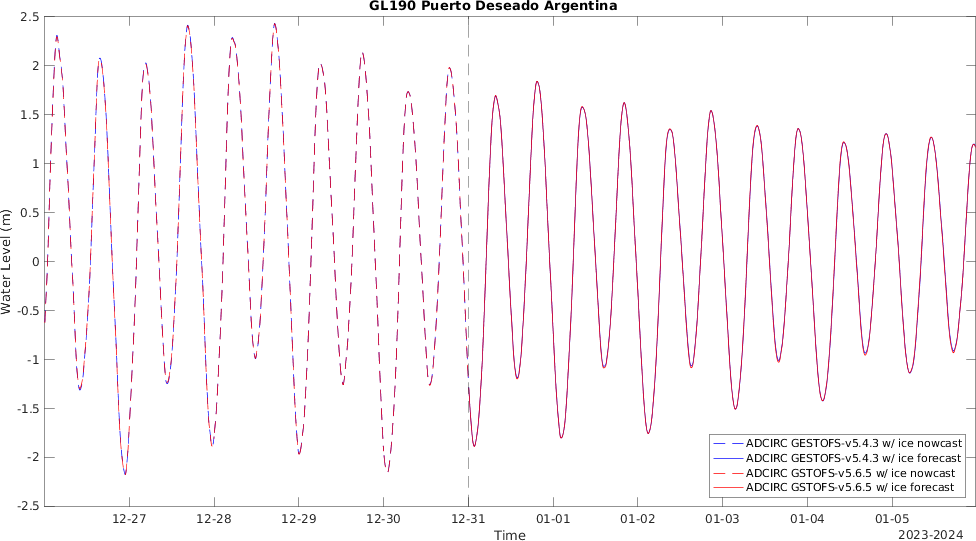 GL190 Puerto Deseado Argentina
2.5
2
1.5
1
0.5
0
-0.5
-1
-1.5
-2
-2.5
Water Level (m)
ADCIRC GESTOFS-v5.4.3 w/ ice nowcast
ADCIRC GESTOFS-v5.4.3 w/ ice forecast
ADCIRC GSTOFS-v5.6.5 w/ ice nowcast
ADCIRC GSTOFS-v5.6.5 w/ ice forecast
12-27 12-28 12-29 12-30 12-31 01-01 01-02 01-03 01-04 01-05
Time
2023-2024